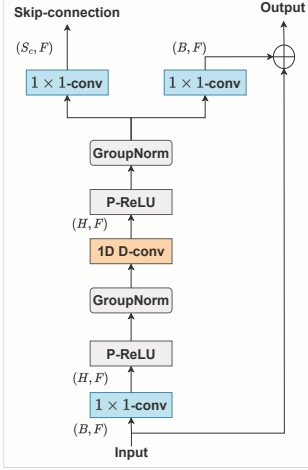 Skip-connection
Output
(S_c, F)
(B, F)
1 × 1-conv
1 × 1-conv
GroupNorm
P-ReLU
(H, F)
1D D-conv
GroupNorm
P-ReLU
(H, F)
1 × 1-conv
(B, F)
Input